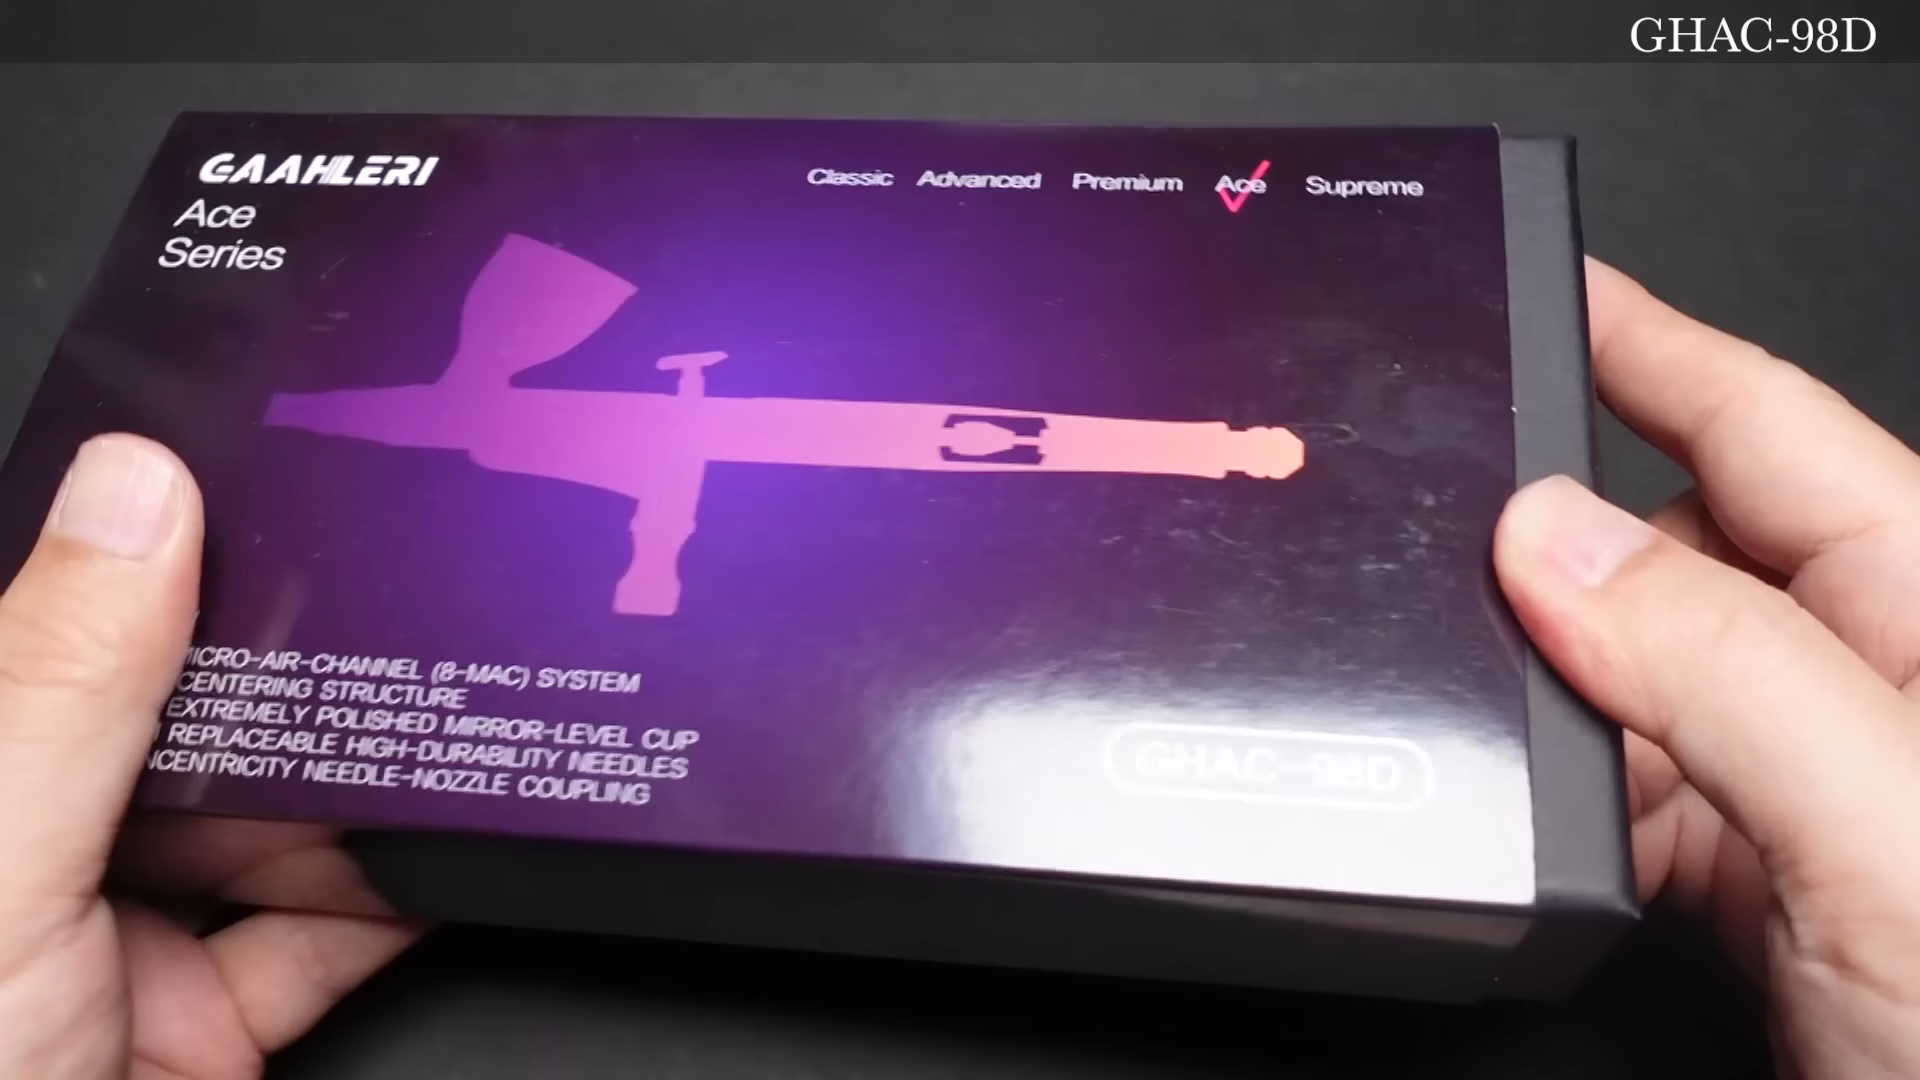 GHAC-98D
GAAHLERI
Ace
Series
Classic Advanced Premium Ace Supreme
MICRO-AIR-CHANNEL (8-MAC) SYSTEM
CENTERING STRUCTURE
EXTREMELY POLISHED MIRROR-LEVEL CUP
REPLACEABLE HIGH-DURABILITY NEEDLES
NCENTRICITY NEEDLE-NOZZLE COUPLING
GHAC-98D